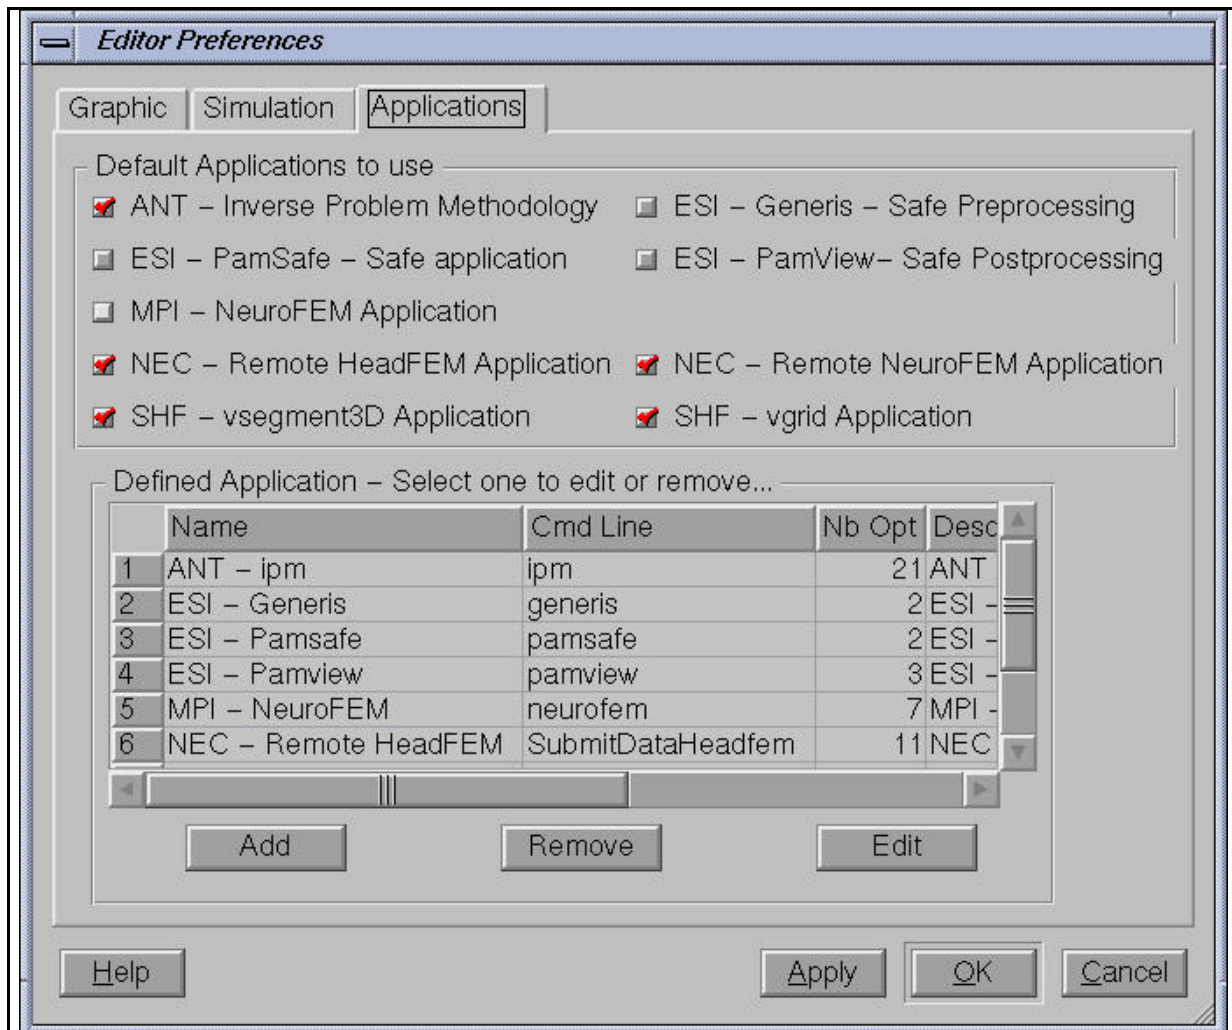 Editor Preferences
Graphic Simulation Applications
Default Applications to use
ANT – Inverse Problem Methodology ESI – Generis – Safe Preprocessing
ESI – PamSafe – Safe application ESI – PamView– Safe Postprocessing
MPI – NeuroFEM Application
NEC – Remote HeadFEM Application NEC – Remote NeuroFEM Application
SHF – vsegment3D Application SHF – vgrid Application
Defined Application – Select one to edit or remove...
Name Cmd Line Nb Opt Desc
1 ANT – ipm ipm 21 ANT
2 ESI – Generis generis 2 ESI –
3 ESI – Pamsafe pamsafe 2 ESI –
4 ESI – Pamview pamview 3 ESI –
5 MPI – NeuroFEM neurofem 7 MPI -
6 NEC – Remote HeadFEM SubmitDataHeadfem 11 NEC
Add Remove Edit
Help Apply OK Cancel